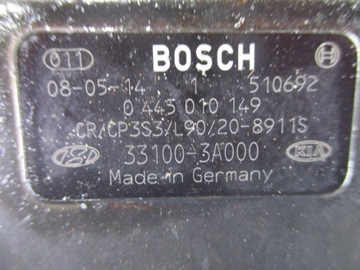 011 BOSCH
08-05-14 1 510692
0 445 010 149
CR/CP3S3/L90/20-8911S
33100-3A000 KIA
Made in Germany